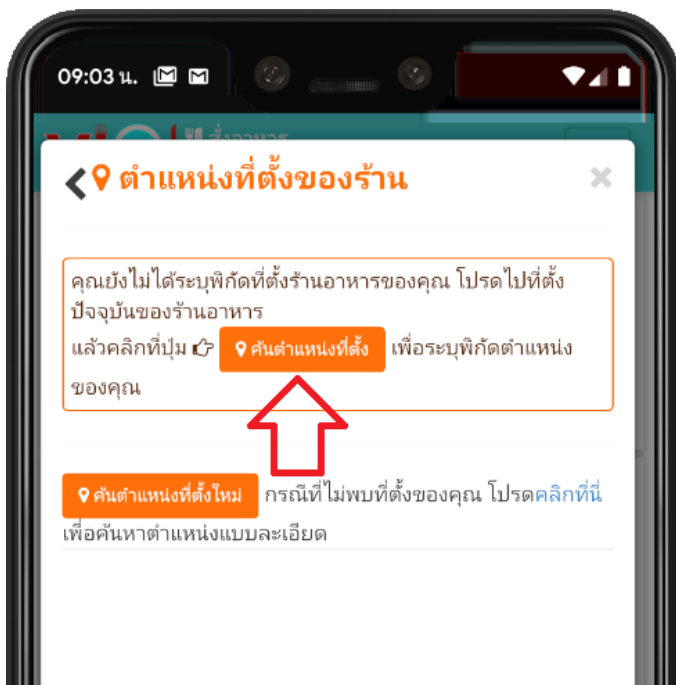 09:03 น.
สั่งอาหาร
ตำแหน่งที่ตั้งของร้าน
คุณยังไม่ได้ระบุพิกัดที่ตั้งร้านอาหารของคุณ โปรดไปที่ตั้ง
ปัจจุบันของร้านอาหาร
แล้วคลิกที่ปุ่ม ค้นตำแหน่งที่ตั้ง เพื่อระบุพิกัดตำแหน่ง
ของคุณ
ค้นตำแหน่งที่ตั้งใหม่ กรณีที่ไม่พบที่ตั้งของคุณ โปรดคลิกที่นี่
เพื่อค้นหาตำแหน่งแบบละเอียด